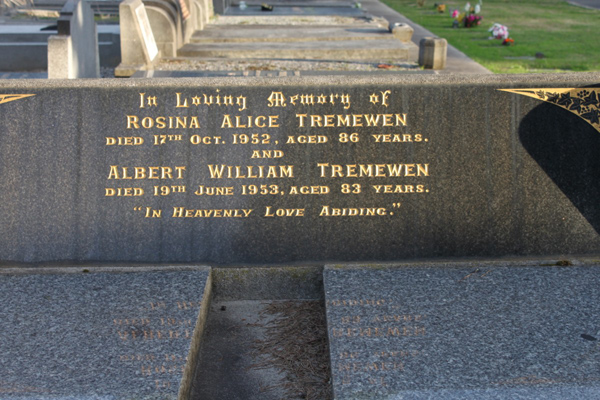 In Loving Memory of
ROSINA ALICE TREMEWEN
DIED 17TH OCT. 1952, AGED 86 YEARS.
AND
ALBERT WILLIAM TREMEWEN
DIED 19TH JUNE 1953, AGED 83 YEARS.
"IN HEAVENLY LOVE ABIDING."